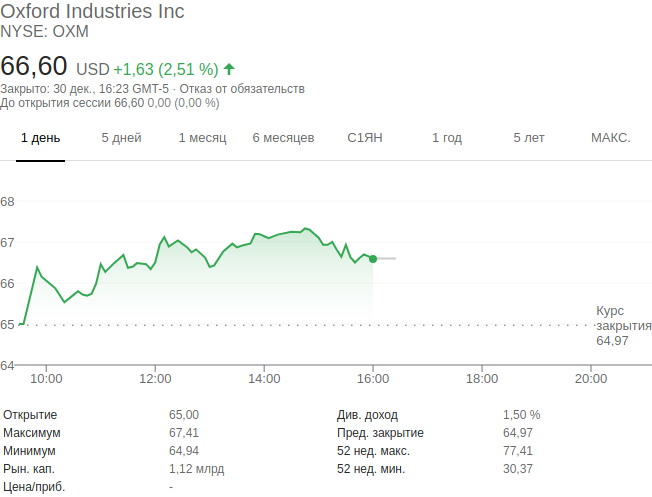 Oxford Industries Inc
NYSE: OXM
66,60 USD +1,63 (2,51 %)
Закрыто: 30 дек., 16:23 GMT-5 · Отказ от обязательств
До открытия сессии 66,60 0,00 (0,00 %)
1 день 5 дней 1 месяц 6 месяцев С1ЯН 1 год 5 лет МАКС.
68
67
66
65
64
Курс
закрытия
64,97
10:00 12:00 14:00 16:00 18:00 20:00
Открытие 65,00 Див. доход 1,50 %
Максимум 67,41 Пред. закрытие 64,97
Минимум 64,94 52 нед. макс. 77,41
Рын. кап. 1,12 млрд 52 нед. мин. 30,37
Цена/приб. -